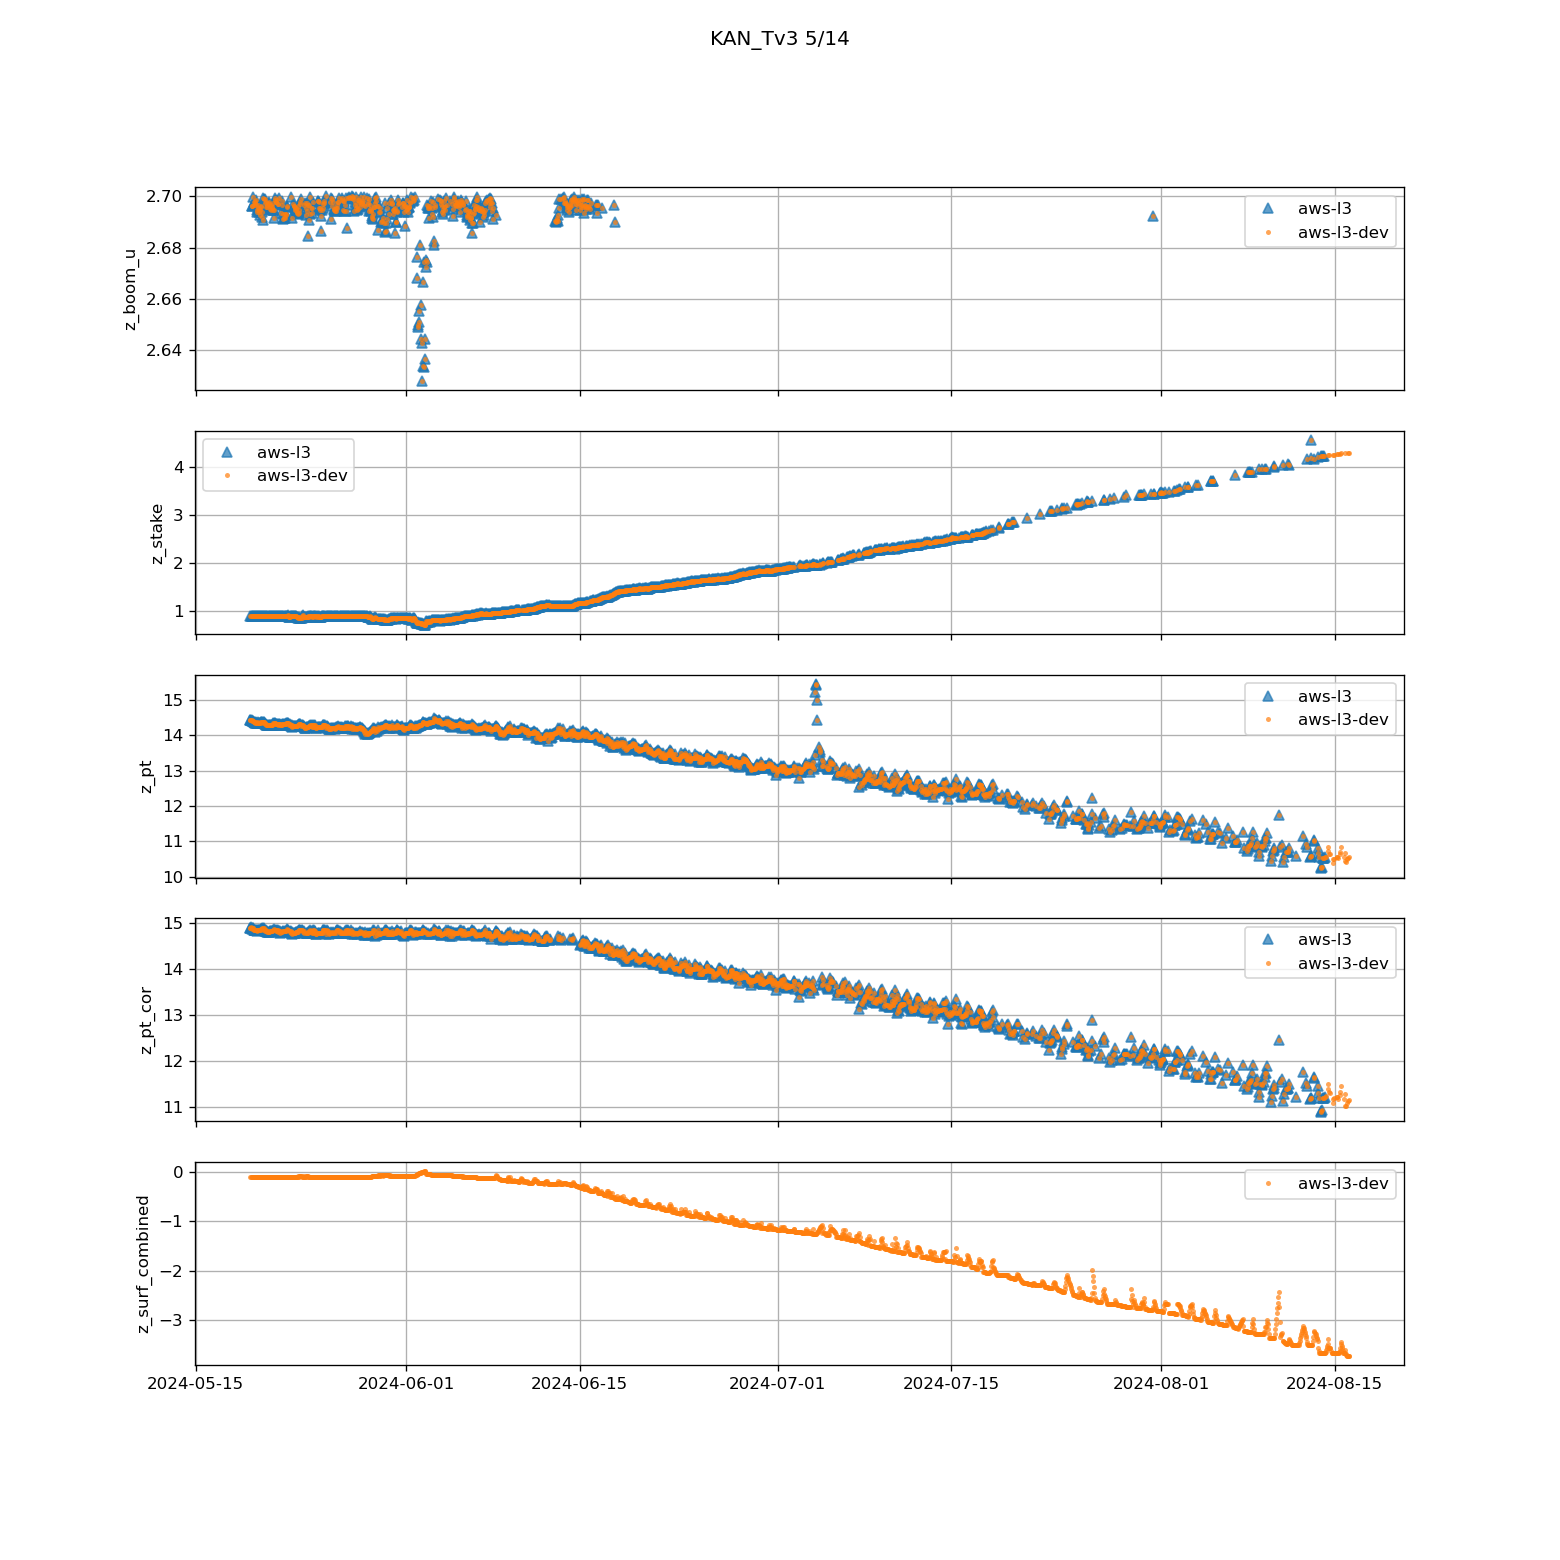 KAN_Tv3 5/14
2.70
2.68
2.66
2.64
z_boom_u
aws-l3
aws-l3-dev
4
3
2
1
z_stake
aws-l3
aws-l3-dev
15
14
13
12
11
10
z_pt
aws-l3
aws-l3-dev
15
14
13
12
11
z_pt_cor
aws-l3
aws-l3-dev
0
−1
−2
−3
z_surf_combined
aws-l3-dev
2024-05-15 2024-06-01 2024-06-15 2024-07-01 2024-07-15 2024-08-01 2024-08-15